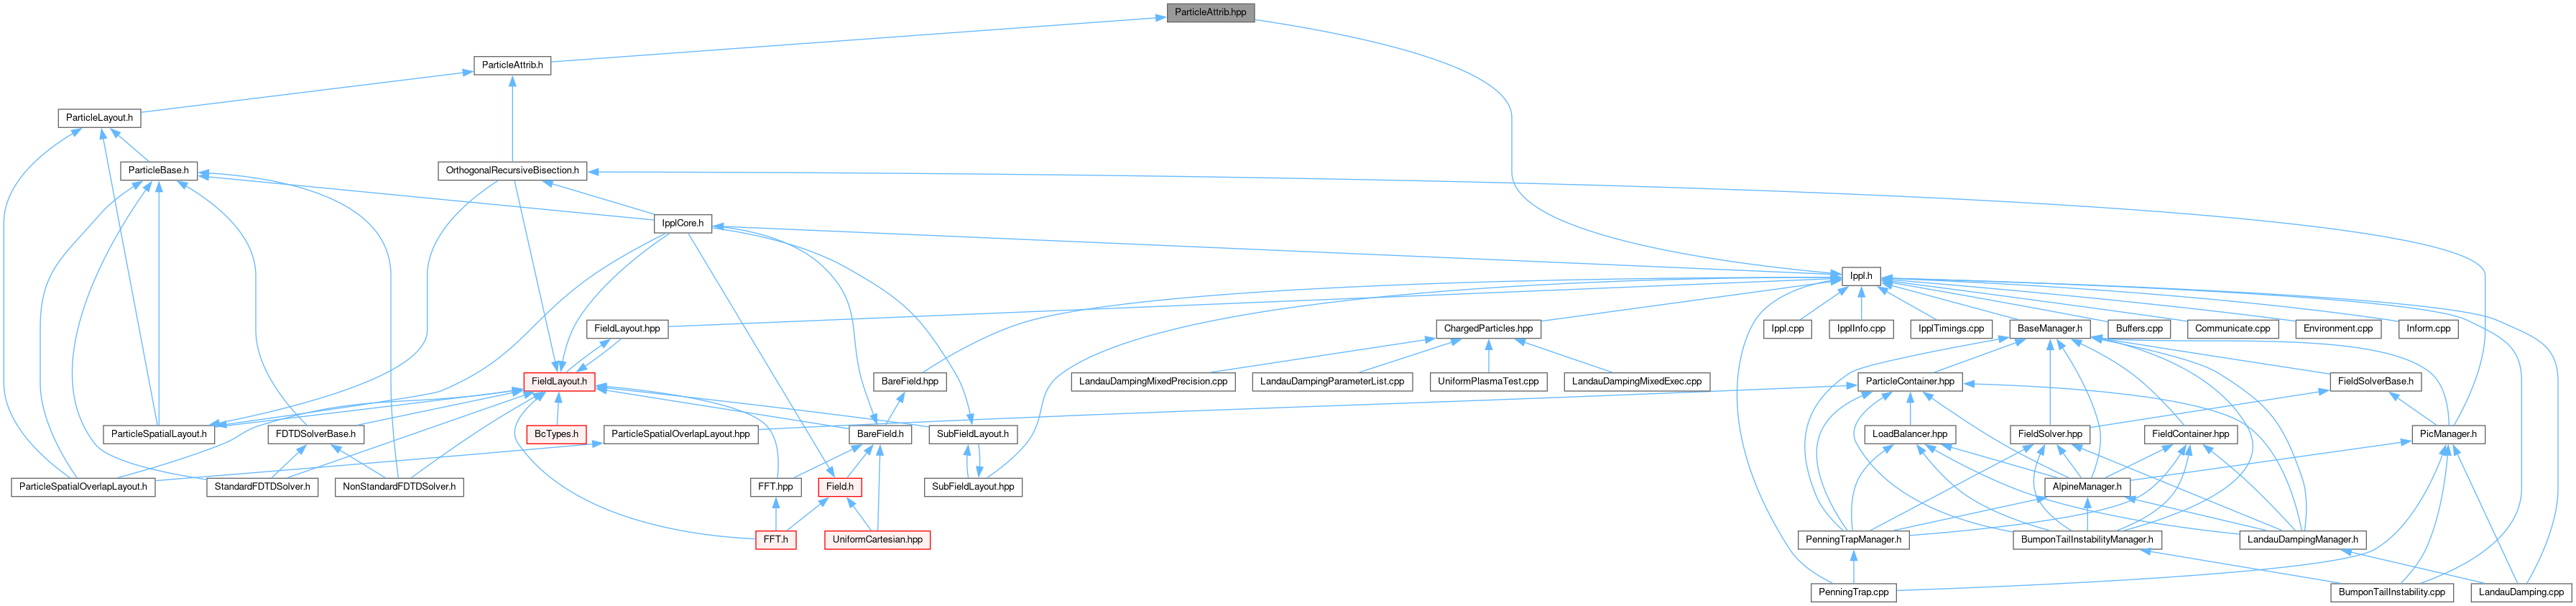 ParticleAttrib.hpp
ParticleAttrib.h
ParticleLayout.h
ParticleBase.h
OrthogonalRecursiveBisection.h
IpplCore.h
Ippl.h
FieldLayout.hpp
ChargedParticles.hpp
Ippl.cpp
IpplInfo.cpp
IpplTimings.cpp
BaseManager.h
Buffers.cpp
Communicate.cpp
Environment.cpp
Inform.cpp
FieldLayout.h
BareField.hpp
LandauDampingMixedPrecision.cpp
LandauDampingParameterList.cpp
UniformPlasmaTest.cpp
LandauDampingMixedExec.cpp
ParticleContainer.hpp
FieldSolverBase.h
ParticleSpatialLayout.h
FDTDSolverBase.h
BcTypes.h
ParticleSpatialOverlapLayout.hpp
BareField.h
SubFieldLayout.h
LoadBalancer.hpp
FieldSolver.hpp
FieldContainer.hpp
PicManager.h
ParticleSpatialOverlapLayout.h
StandardFDTDSolver.h
NonStandardFDTDSolver.h
FFT.hpp
Field.h
SubFieldLayout.hpp
AlpineManager.h
FFT.h
UniformCartesian.hpp
PenningTrapManager.h
BumponTailInstabilityManager.h
LandauDampingManager.h
PenningTrap.cpp
BumponTailInstability.cpp
LandauDamping.cpp